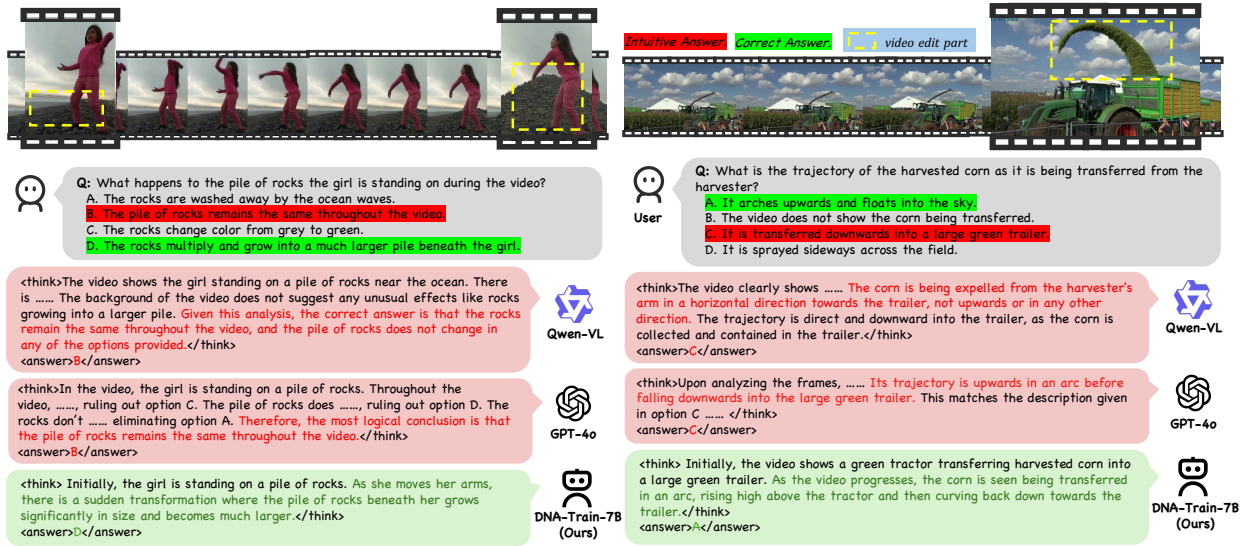 Intuitive Answer. Correct Answer. video edit part
Q: What happens to the pile of rocks the girl is standing on during the video?
A. The rocks are washed away by the ocean waves.
B. The pile of rocks remains the same throughout the video.
C. The rocks change color from grey to green.
D. The rocks multiply and grow into a much larger pile beneath the girl.
<think>The video shows the girl standing on a pile of rocks near the ocean. There
is …… The background of the video does not suggest any unusual effects like rocks
growing into a larger pile. Given this analysis, the correct answer is that the rocks
remain the same throughout the video, and the pile of rocks does not change in
any of the options provided.</think>
<answer>B</answer>
Qwen-VL
<think>In the video, the girl is standing on a pile of rocks. Throughout the
video, ……, ruling out option C. The pile of rocks does ……, ruling out option D. The
rocks don't …… eliminating option A. Therefore, the most logical conclusion is that
the pile of rocks remains the same throughout the video.</think>
<answer>B</answer>
GPT-4o
<think> Initially, the girl is standing on a pile of rocks. As she moves her arms,
there is a sudden transformation where the pile of rocks beneath her grows
significantly in size and becomes much larger.</think>
<answer>D</answer>
DNA-Train-7B
(Ours)
User
Q: What is the trajectory of the harvested corn as it is being transferred from the
harvester?
A. It arches upwards and floats into the sky.
B. The video does not show the corn being transferred.
C. It is transferred downwards into a large green trailer.
D. It is sprayed sideways across the field.
<think>The video clearly shows …… The corn is being expelled from the harvester's
arm in a horizontal direction towards the trailer, not upwards or in any other
direction. The trajectory is direct and downward into the trailer, as the corn is
collected and contained in the trailer.</think>
<answer>C</answer>
Qwen-VL
<think>Upon analyzing the frames, …… Its trajectory is upwards in an arc before
falling downwards into the large green trailer. This matches the description given
in option C …… </think>
<answer>C</answer>
GPT-4o
<think> Initially, the video shows a green tractor transferring harvested corn into
a large green trailer. As the video progresses, the corn is seen being transferred
in an arc, rising high above the tractor and then curving back down towards the
trailer.</think>
<answer>A</answer>
DNA-Train-7B
(Ours)